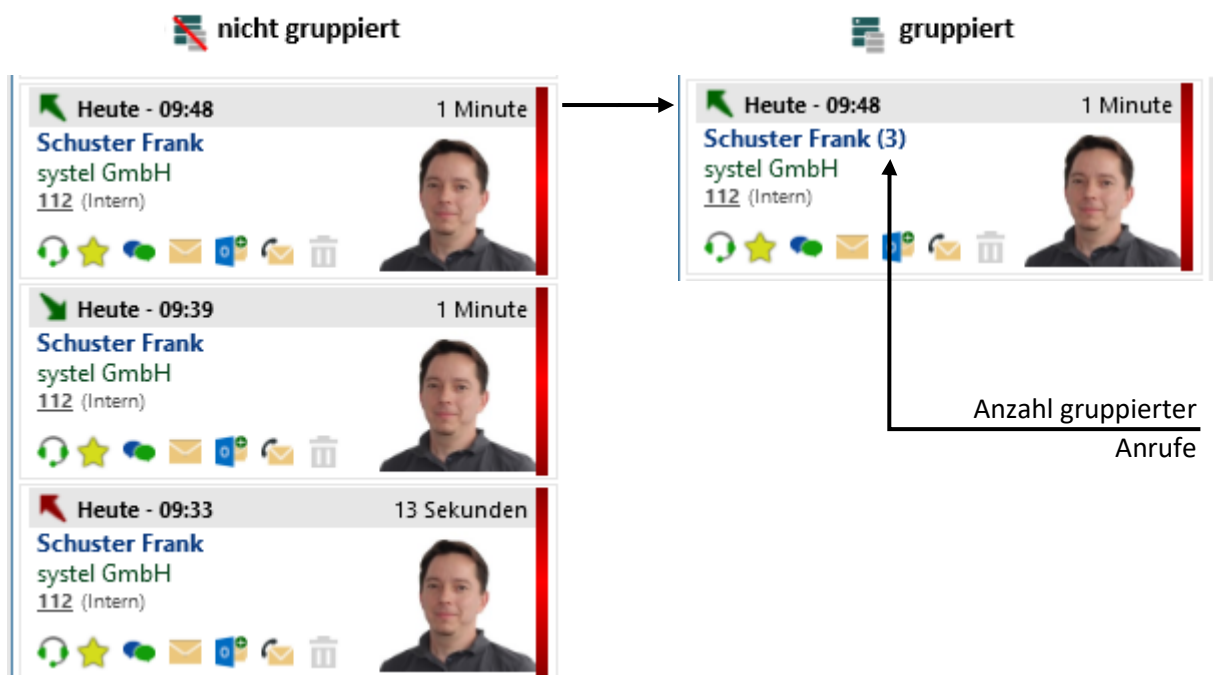 nicht gruppiert
gruppiert
Heute - 09:48 1 Minute
Schuster Frank
systel GmbH
112 (Intern)
Heute - 09:39 1 Minute
Schuster Frank
systel GmbH
112 (Intern)
Heute - 09:33 13 Sekunden
Schuster Frank
systel GmbH
112 (Intern)
Heute - 09:48 1 Minute
Schuster Frank (3)
systel GmbH
112 (Intern)
Anzahl gruppierter
Anrufe